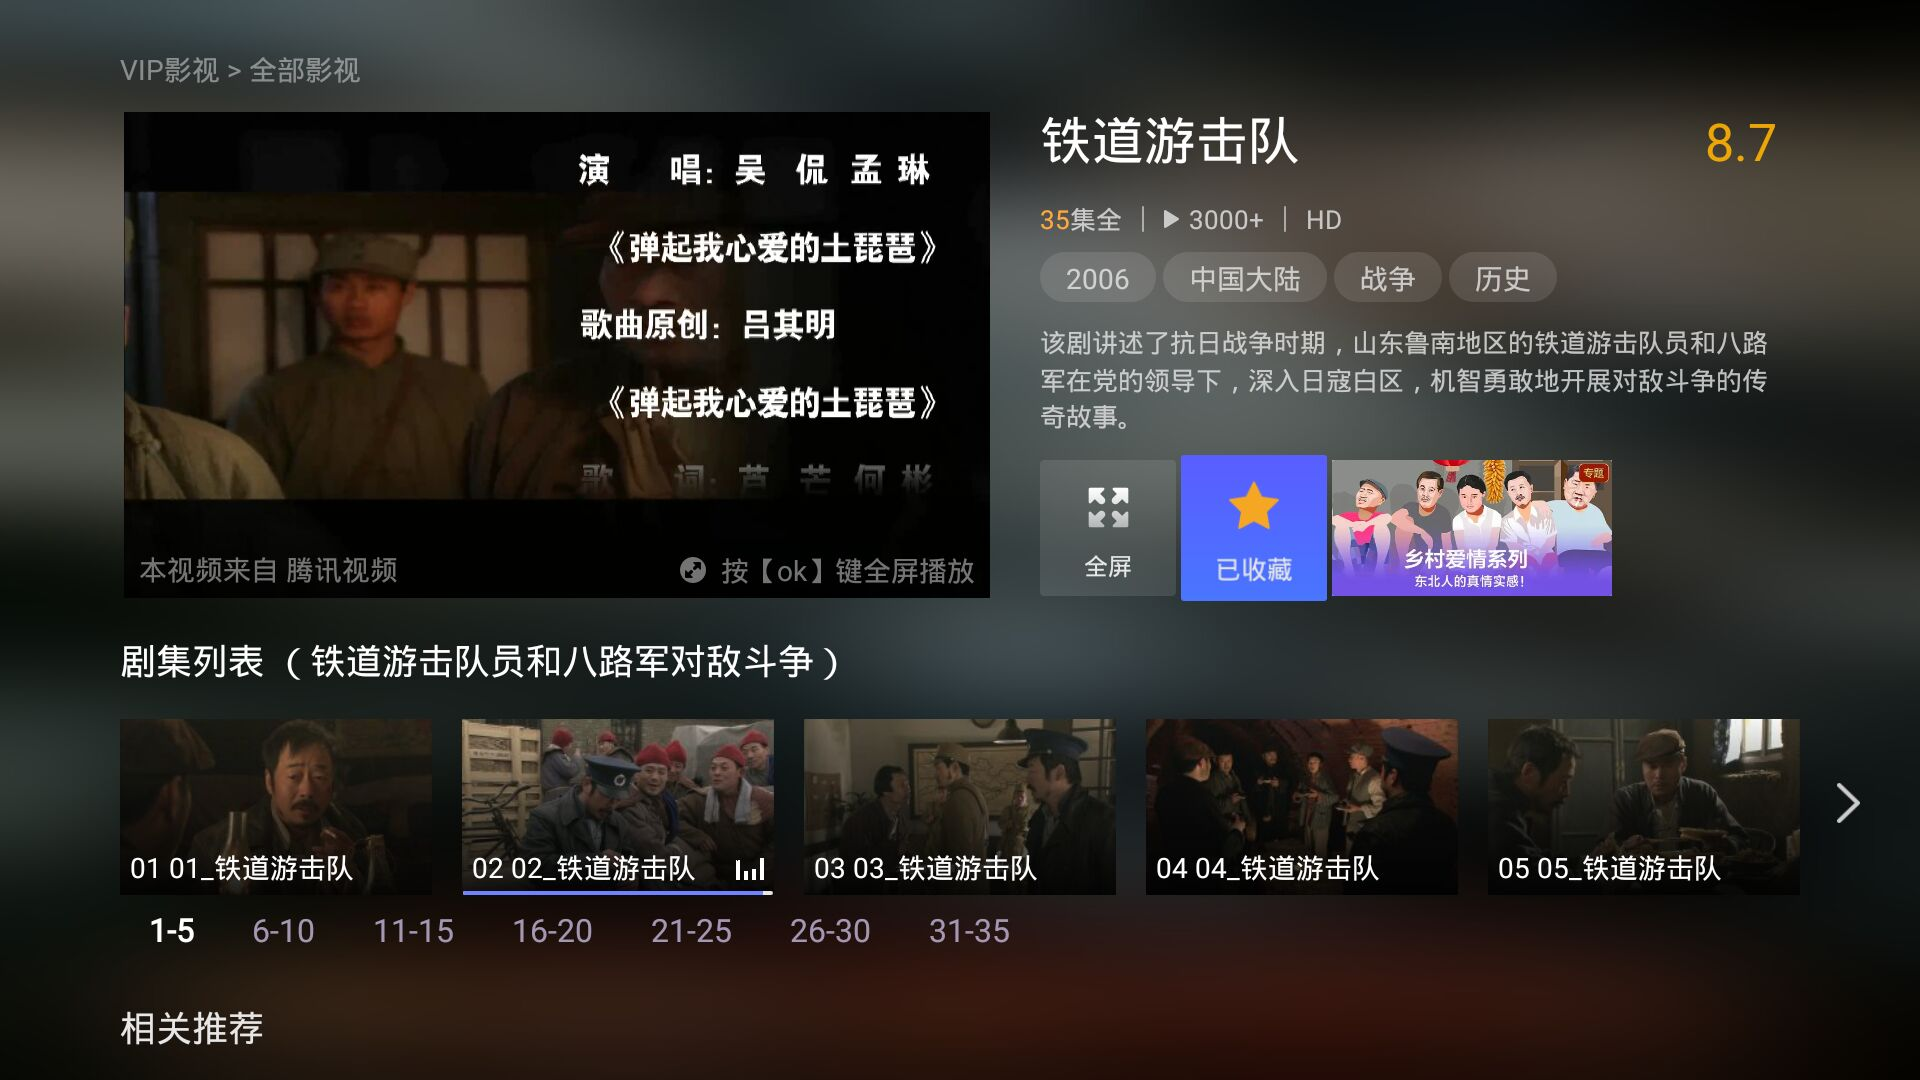 VIP影视 > 全部影视
演 唱: 吴 侃 孟 琳
《弹起我心爱的土琵琶》
歌曲原创: 吕其明
《弹起我心爱的土琵琶》
歌 词: 芦 芒 何 彬
本视频来自 腾讯视频
按【ok】键全屏播放
铁道游击队
8.7
35集全 | 3000+ | HD
2006 中国大陆 战争 历史
该剧讲述了抗日战争时期，山东鲁南地区的铁道游击队员和八路
军在党的领导下，深入日寇白区，机智勇敢地开展对敌斗争的传
奇故事。
全屏
已收藏
专题
乡村爱情系列
东北人的真情实感!
剧集列表 （铁道游击队员和八路军对敌斗争）
01 01_铁道游击队
02 02_铁道游击队
03 03_铁道游击队
04 04_铁道游击队
05 05_铁道游击队
1-5 6-10 11-15 16-20 21-25 26-30 31-35
相关推荐